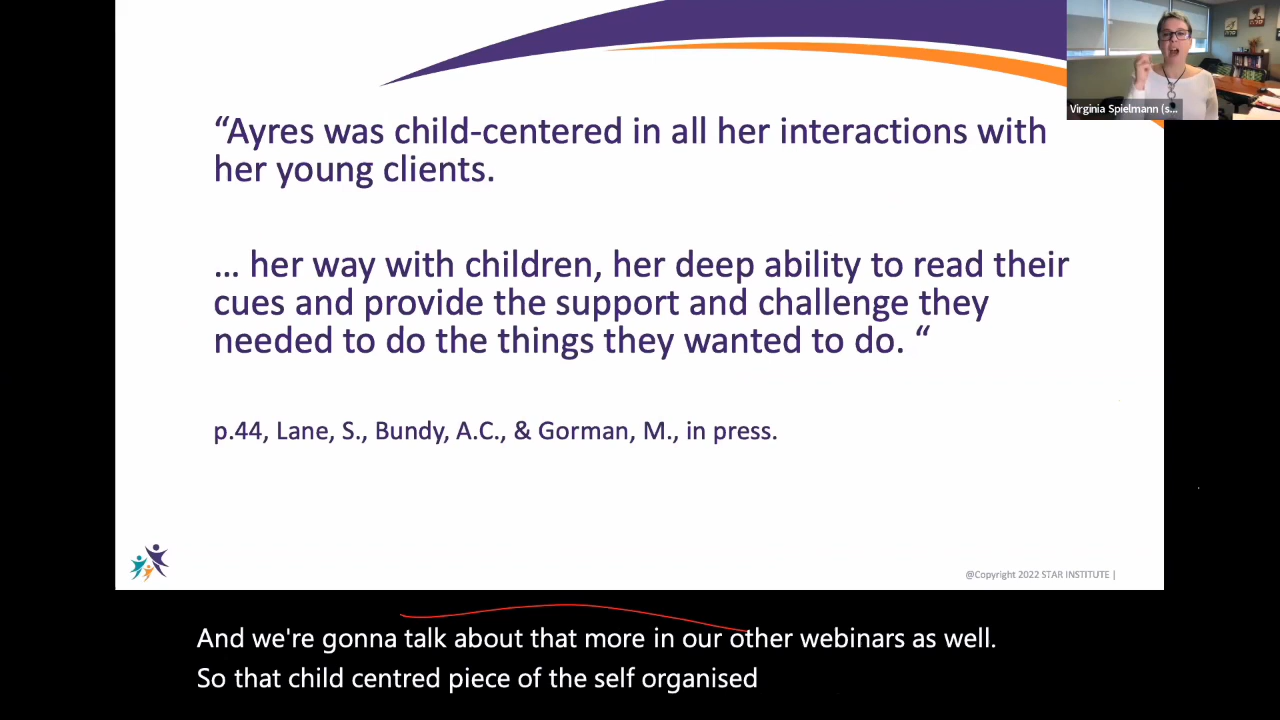 “Ayres was child-centered in all her interactions with
her young clients.
... her way with children, her deep ability to read their
cues and provide the support and challenge they
needed to do the things they wanted to do. “
p.44, Lane, S., Bundy, A.C., & Gorman, M., in press.
Virginia Spielmann (s...
@Copyright 2022 STAR INSTITUTE |
And we're gonna talk about that more in our other webinars as well.
So that child centred piece of the self organised